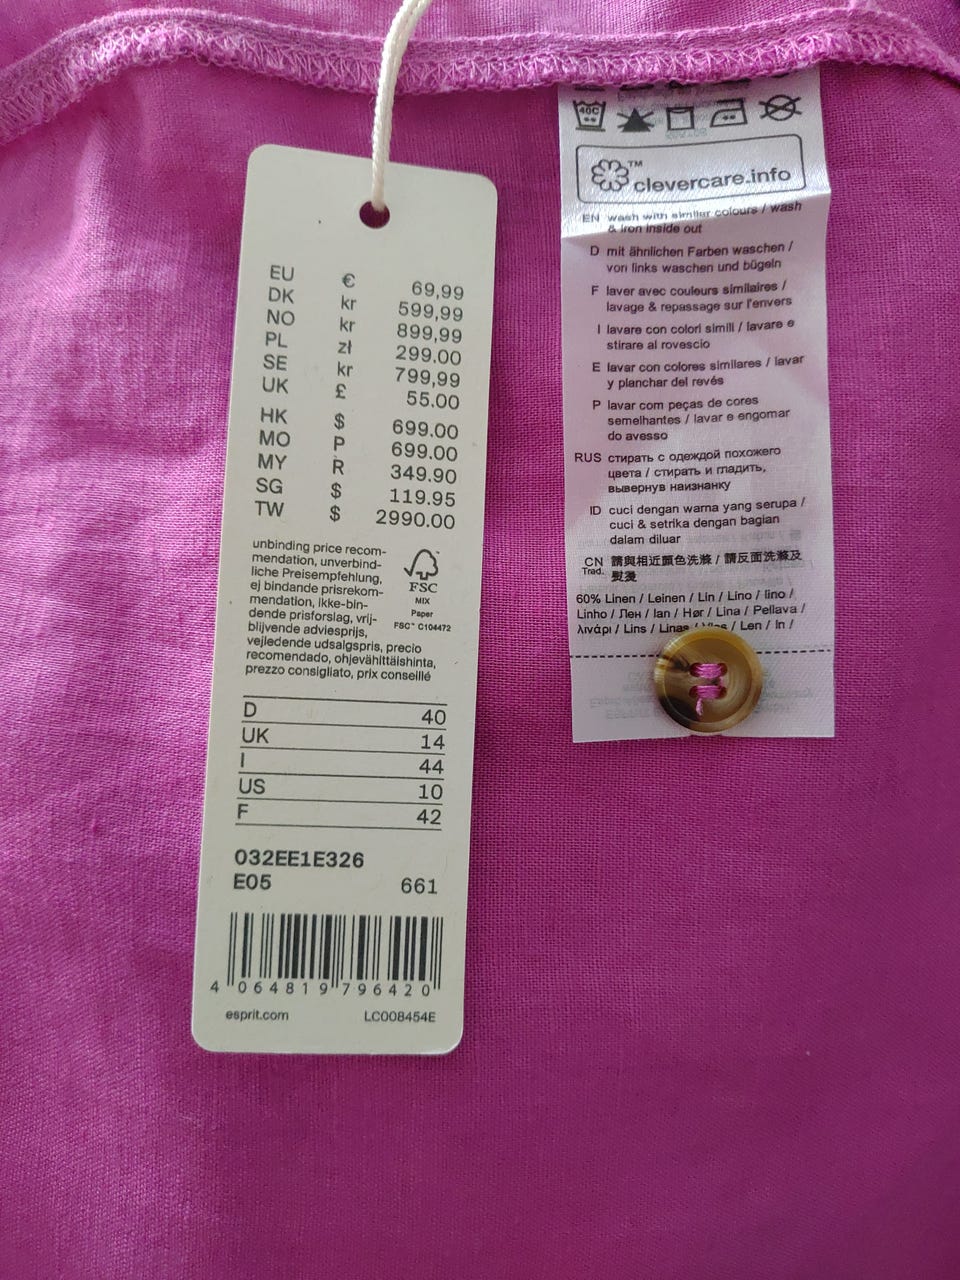 EU € 69,99
DK kr 599,99
NO kr 899,99
PL zł 299.00
SE kr 799,99
UK £ 55.00
HK $ 699.00
MO P 699.00
MY R 349.90
SG $ 119.95
TW $ 2990.00
unbinding price recom-
mendation, unverbind-
liche Preisempfehlung,
ej bindande prisrekom-
mendation, ikke-bin-
dende prisforslag, vrij-
blijvende adviesprijs,
vejledende udsalgspris, precio
recomendado, ohjevähittäishinta,
prezzo consigliato, prix conseillé
FSC
MIX
Paper
FSC™ C104472
D 40
UK 14
I 44
US 10
F 42
032EE1E326
E05 661
4 064819 796420
esprit.com LC008454E
40C
™
clevercare.info
EN wash with similar colours / wash
& iron inside out
D mit ähnlichen Farben waschen /
von links waschen und bügeln
F laver avec couleurs similaires /
lavage & repassage sur l'envers
I lavare con colori simili / lavare e
stirare al rovescio
E lavar con colores similares / lavar
y planchar del revés
P lavar com peças de cores
semelhantes / lavar e engomar
do avesso
RUS стирать с одеждой похожего
цвета / стирать и гладить,
вывернув наизнанку
ID cuci dengan warna yang serupa /
cuci & setrika dengan bagian
dalam diluar
CN Trad. 請與相近顏色洗滌 / 請反面洗滌及
熨燙
60% Linen / Leinen / Lin / Lino / lino /
Linho / Лен / lan / Hør / Lina / Pellava /
λινάρι / Lins / Linas / / Len / In /